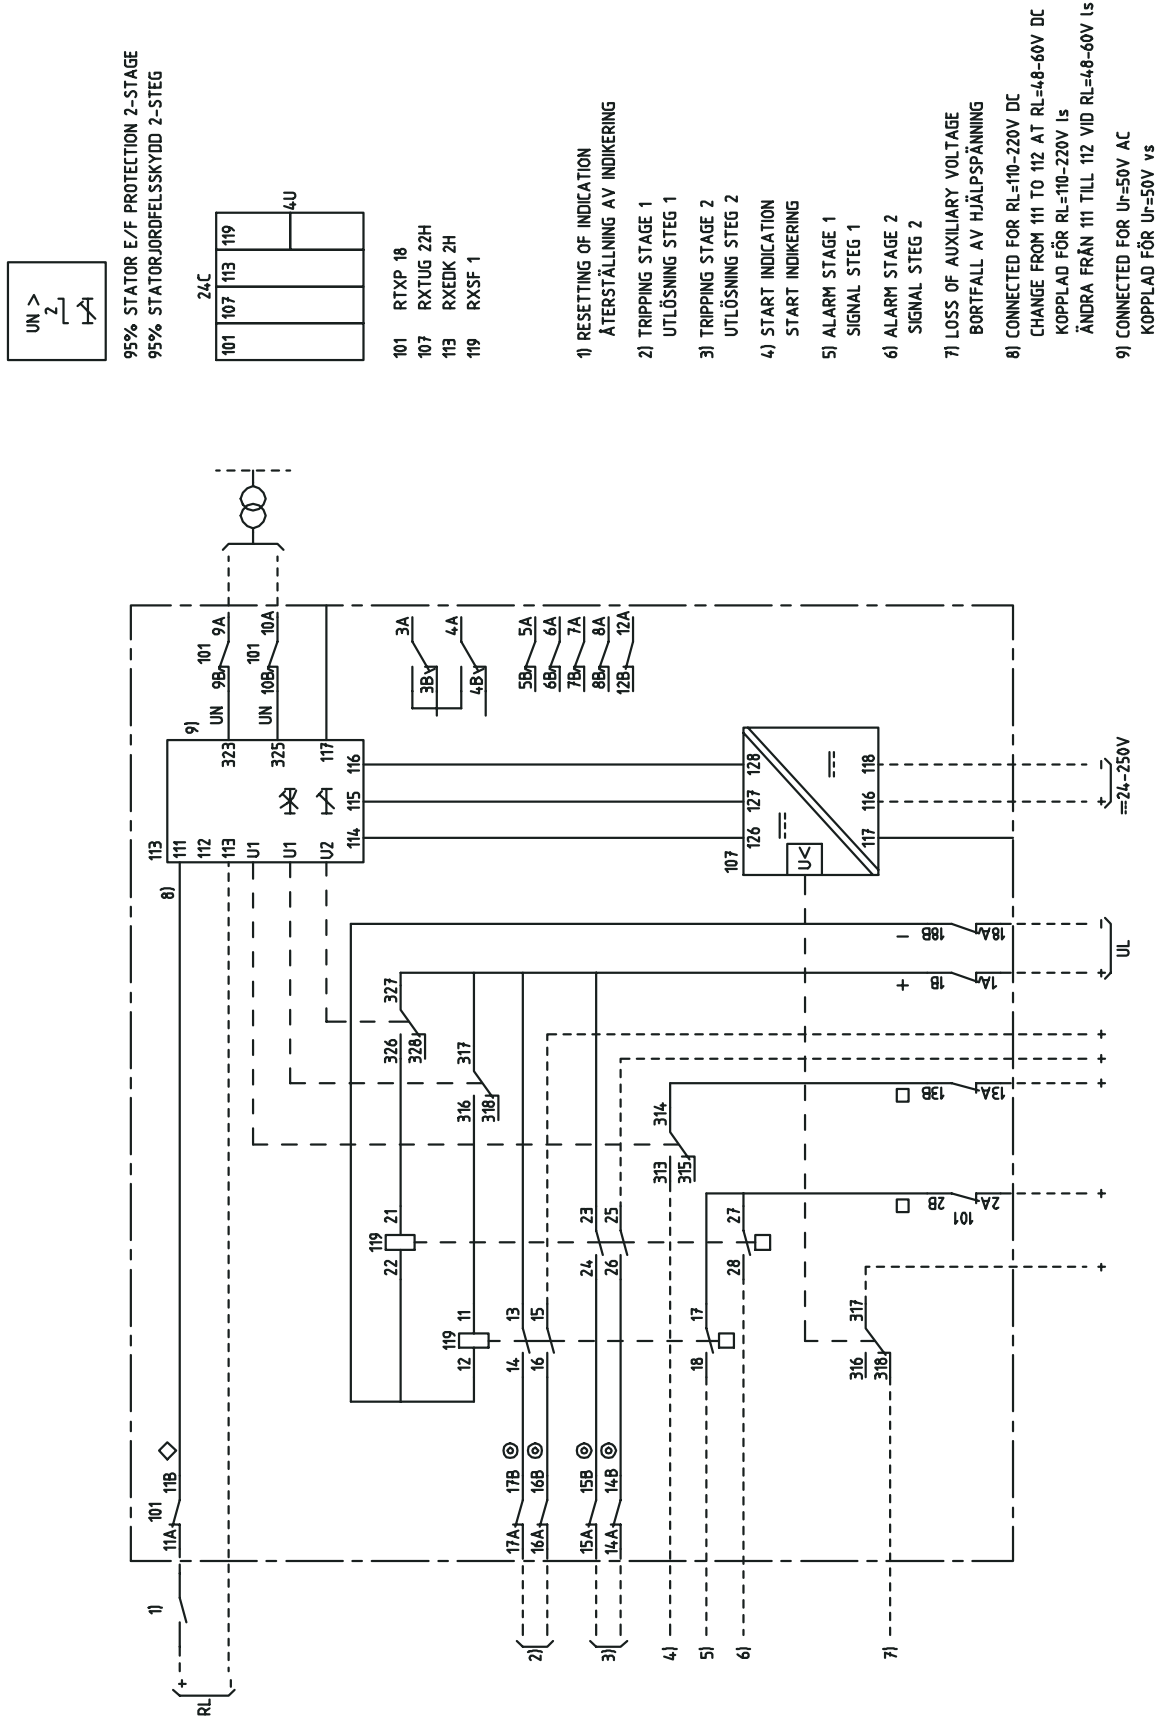 UN >
2
95% STATOR E/F PROTECTION 2-STAGE
95% STATORJORDFELSSKYDD 2-STEG
24C
101 107 113 119
4U
101 RTXP 18
107 RXTUG 22H
113 RXEDK 2H
119 RXSF 1
1) RESETTING OF INDICATION
ÅTERSTÄLLNING AV INDIKERING
2) TRIPPING STAGE 1
UTLÖSNING STEG 1
3) TRIPPING STAGE 2
UTLÖSNING STEG 2
4) START INDICATION
START INDIKERING
5) ALARM STAGE 1
SIGNAL STEG 1
6) ALARM STAGE 2
SIGNAL STEG 2
7) LOSS OF AUXILIARY VOLTAGE
BORTFALL AV HJÄLPSPÄNNING
8) CONNECTED FOR RL=110-220V DC
CHANGE FROM 111 TO 112 AT RL=48-60V DC
KOPPLAD FÖR RL=110-220V ls
ÄNDRA FRÅN 111 TILL 112 VID RL=48-60V ls
9) CONNECTED FOR Ur=50V AC
KOPPLAD FÖR Ur=50V vs
RL
+
-
1)
11A 101 11B
8)
113
111
112
113
U1
U1
U2
114 115 116
323
325
117
9)
UN 9B 101 9A
UN 10B 101 10A
3B 3A
4B 4A
5B 5A
6B 6A
7B 7A
8B 8A
12B 12A
326 327
328
316 317
318
22 119 21
12 119 11
2)
17A 17B 14 13
16A 16B 16 15
3)
15A 15B 24 23
14A 14B 26 25
4)
313 314
315
5)
18 17
6)
28 27
7)
316 317
318
107
126 127 128
U<
117 116 118
- 18B 18A -
+ 1B 1A +
UL
+
+
13B 13A +
2B 2A +
101
+
+ -
24-250V